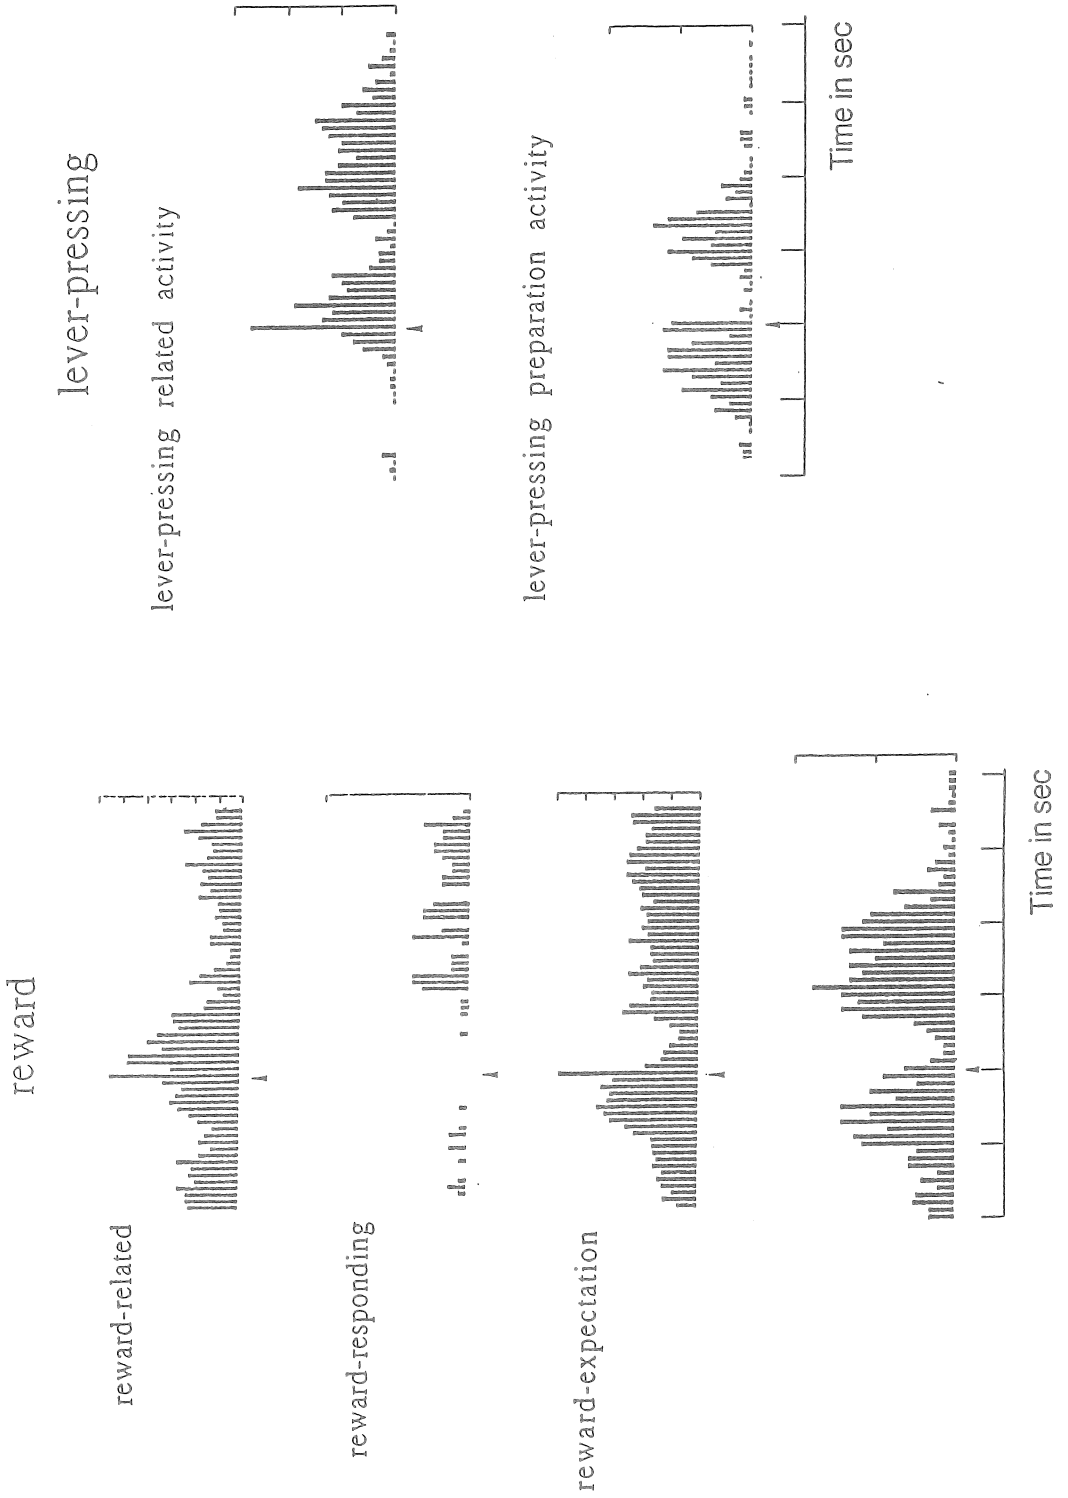 reward
reward-related
reward-responding
reward-expectation
Time in sec
lever-pressing
lever-pressing related activity
lever-pressing preparation activity
Time in sec